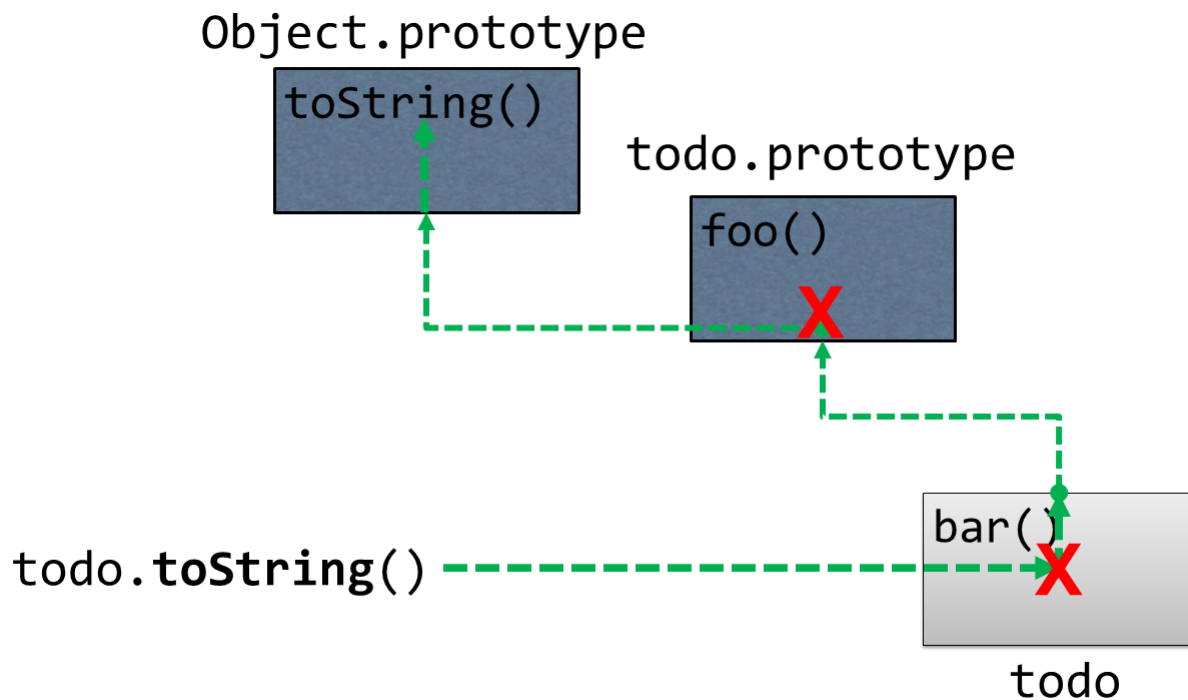 Object.prototype
toString()
todo.prototype
foo()
X
bar()
todo.toString()
X
todo